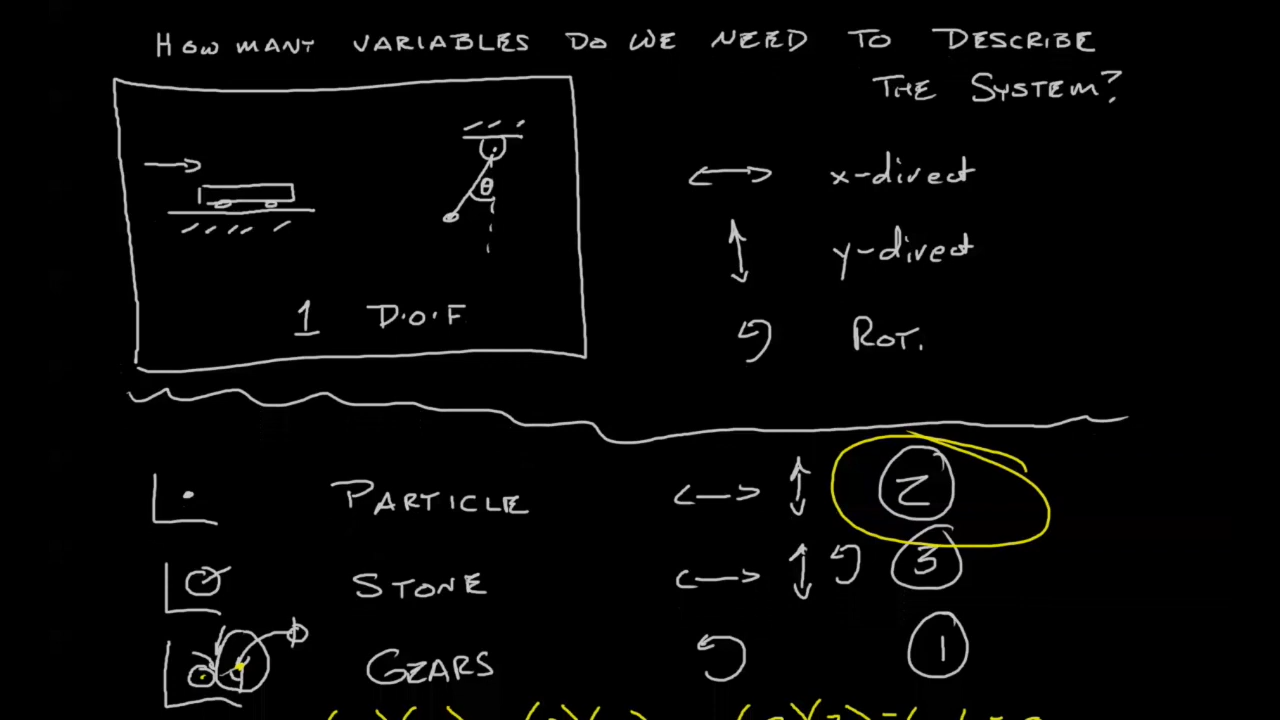 HOW MANY VARIABLES DO WE NEED TO DESCRIBE
THE SYSTEM?
θ
1 D.O.F
x-direct
y-direct
ROT.
PARTICLE 2
STONE 3
GEARS 1